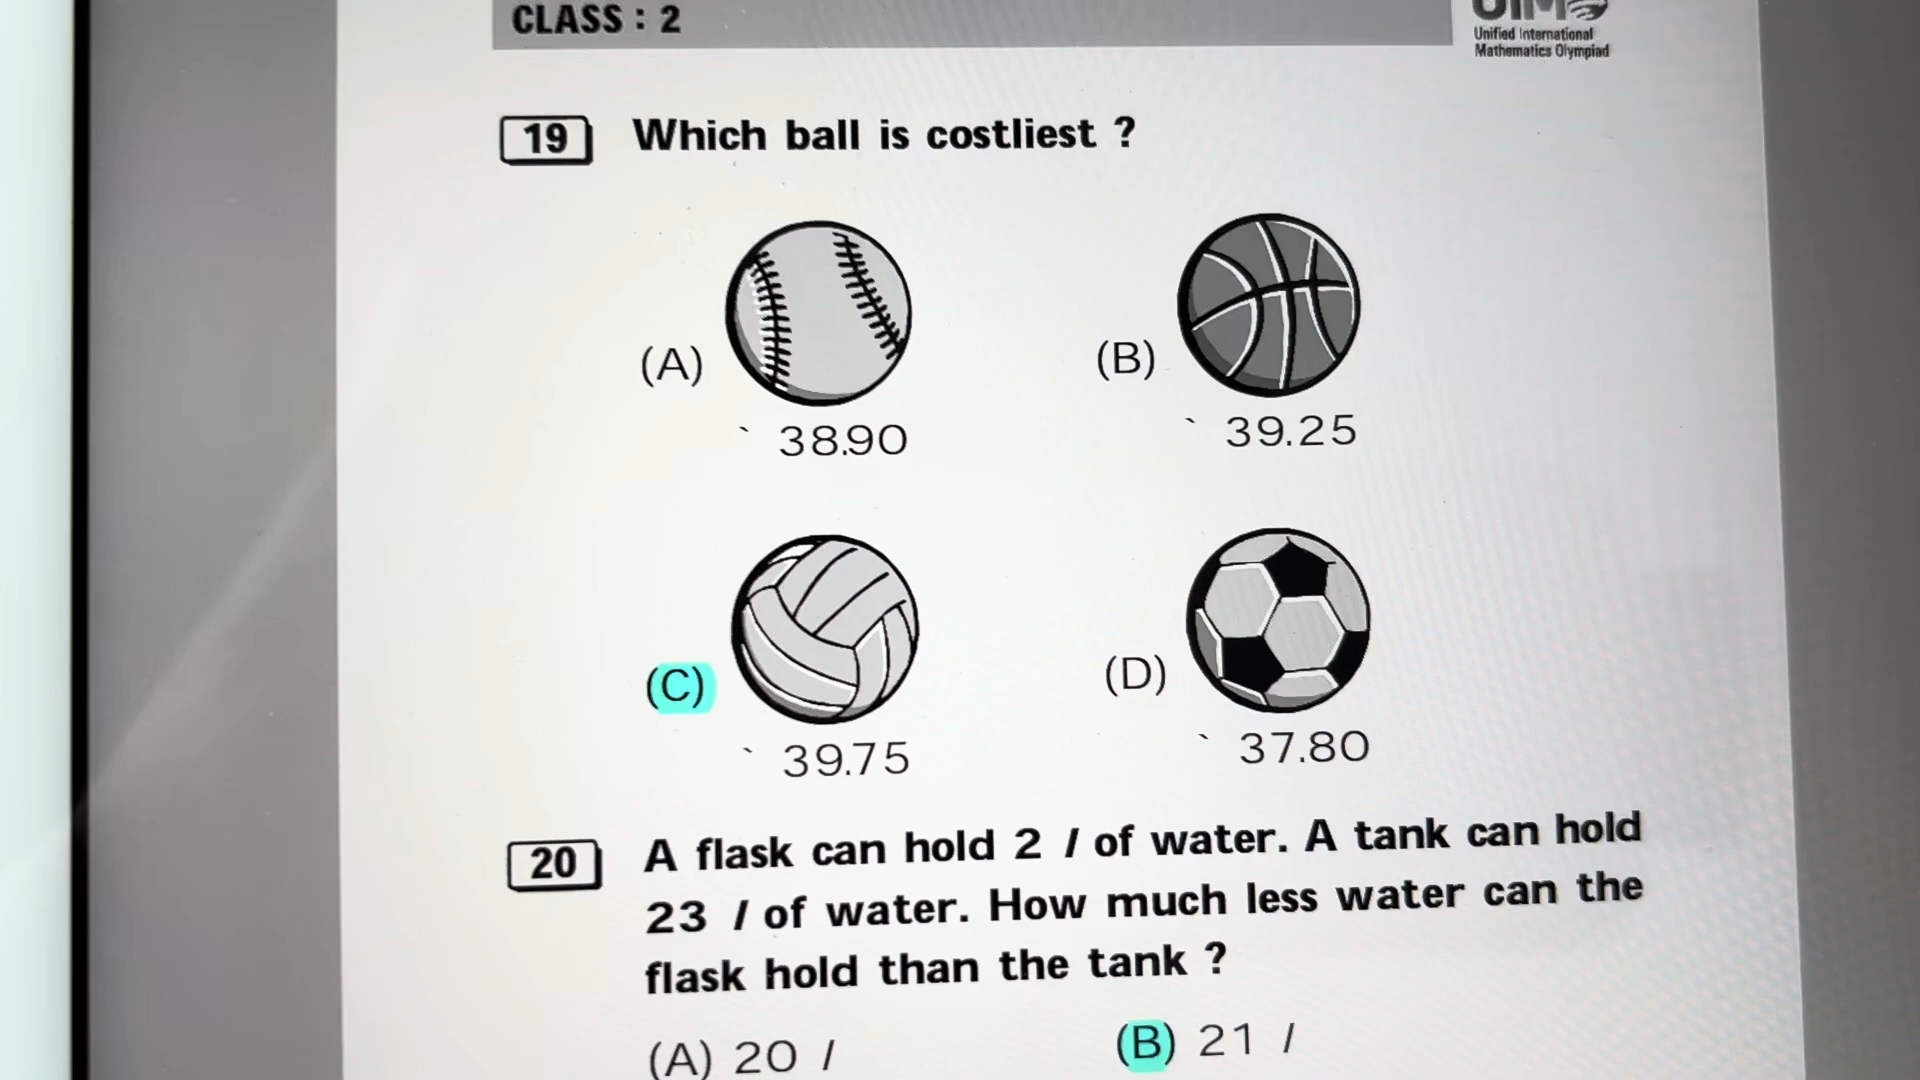 CLASS : 2
Unified International
Mathematics Olympiad
19 Which ball is costliest ?
(A) (B)
` 38.90 ` 39.25
(C) (D)
` 39.75 ` 37.80
20 A flask can hold 2 l of water. A tank can hold
23 l of water. How much less water can the
flask hold than the tank ?
(A) 20 l (B) 21 l